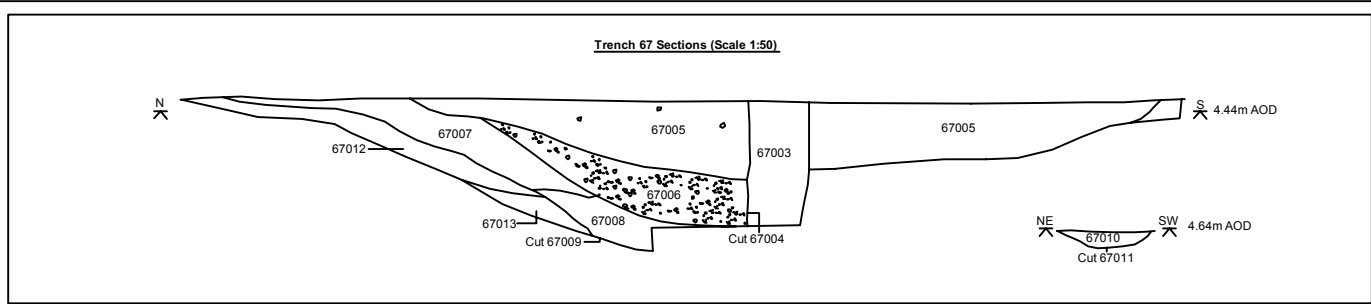 Trench 67 Sections (Scale 1:50)
N
S 4.44m AOD
67005
67007
67005
67003
67012
67006
67013
67008
Cut 67009
Cut 67004
NE
SW 4.64m AOD
67010
Cut 67011